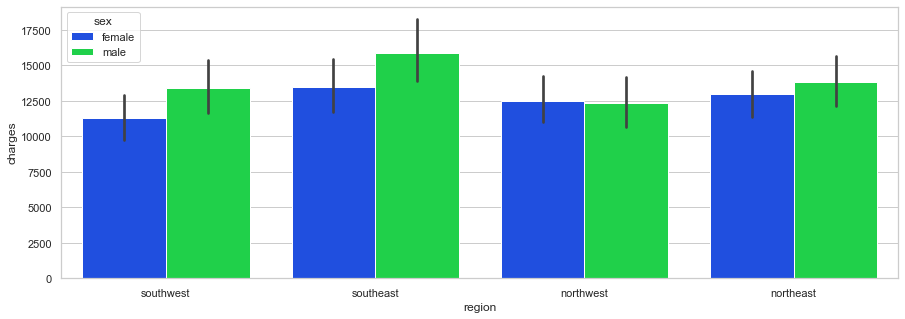 sex
female
male
charges
17500
15000
12500
10000
7500
5000
2500
0
southwest southeast northwest northeast
region